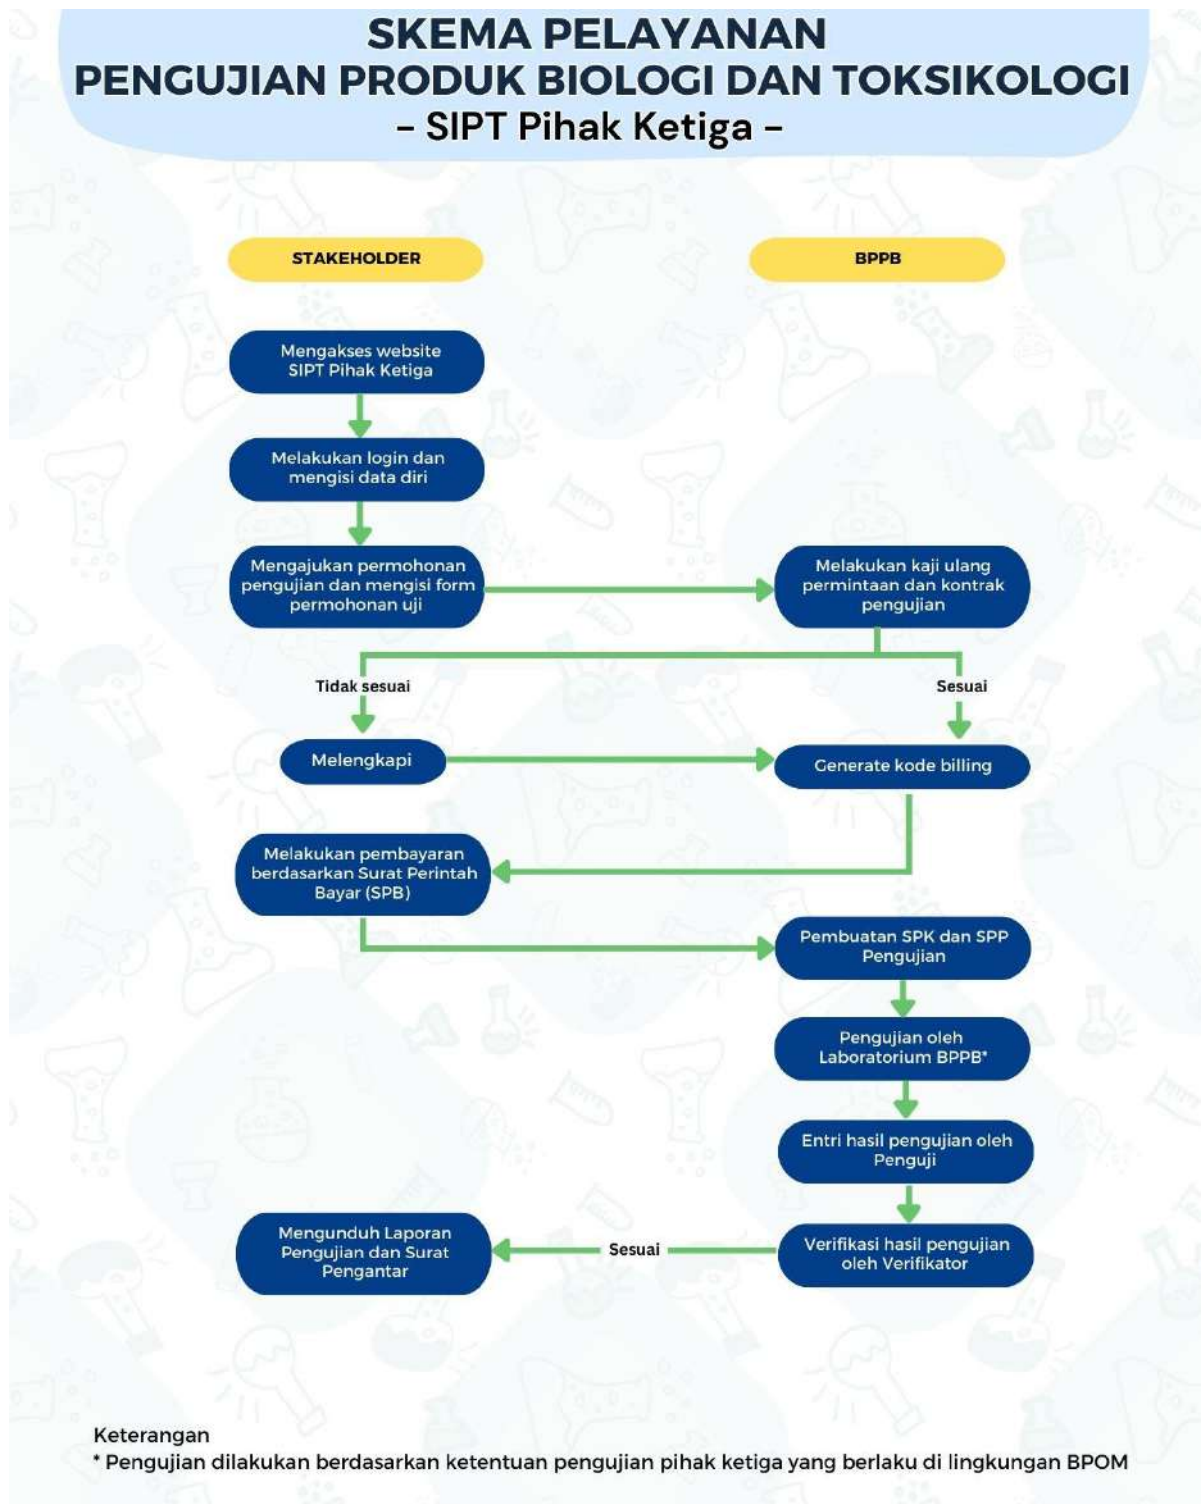 SKEMA PELAYANAN
PENGUJIAN PRODUK BIOLOGI DAN TOKSIKOLOGI
- SIPT Pihak Ketiga -
STAKEHOLDER
BPPB
Mengakses website
SIPT Pihak Ketiga
Melakukan login dan
mengisi data diri
Mengajukan permohonan
pengujian dan mengisi form
permohonan uji
Melakukan kaji ulang
permintaan dan kontrak
pengujian
Tidak sesuai
Sesuai
Melengkapi
Generate kode billing
Melakukan pembayaran
berdasarkan Surat Perintah
Bayar (SPB)
Pembuatan SPK dan SPP
Pengujian
Pengujian oleh
Laboratorium BPPB*
Entri hasil pengujian oleh
Penguji
Verifikasi hasil pengujian
oleh Verifikator
Sesuai
Mengunduh Laporan
Pengujian dan Surat
Pengantar
Keterangan
* Pengujian dilakukan berdasarkan ketentuan pengujian pihak ketiga yang berlaku di lingkungan BPOM